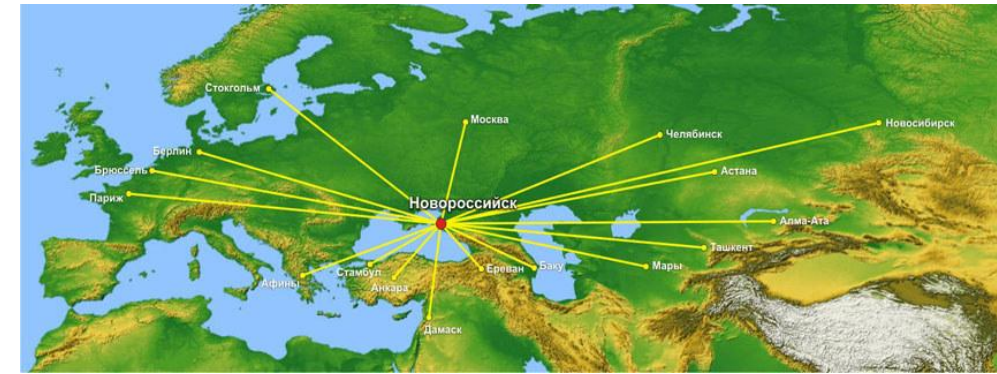 Стокгольм
Москва
Новосибирск
Челябинск
Берлин
Брюссель
Астана
Париж
Новороссийск
Алма-Ата
Ташкент
Стамбул
Ереван
Баку
Мары
Афины
Анкара
Дамаск